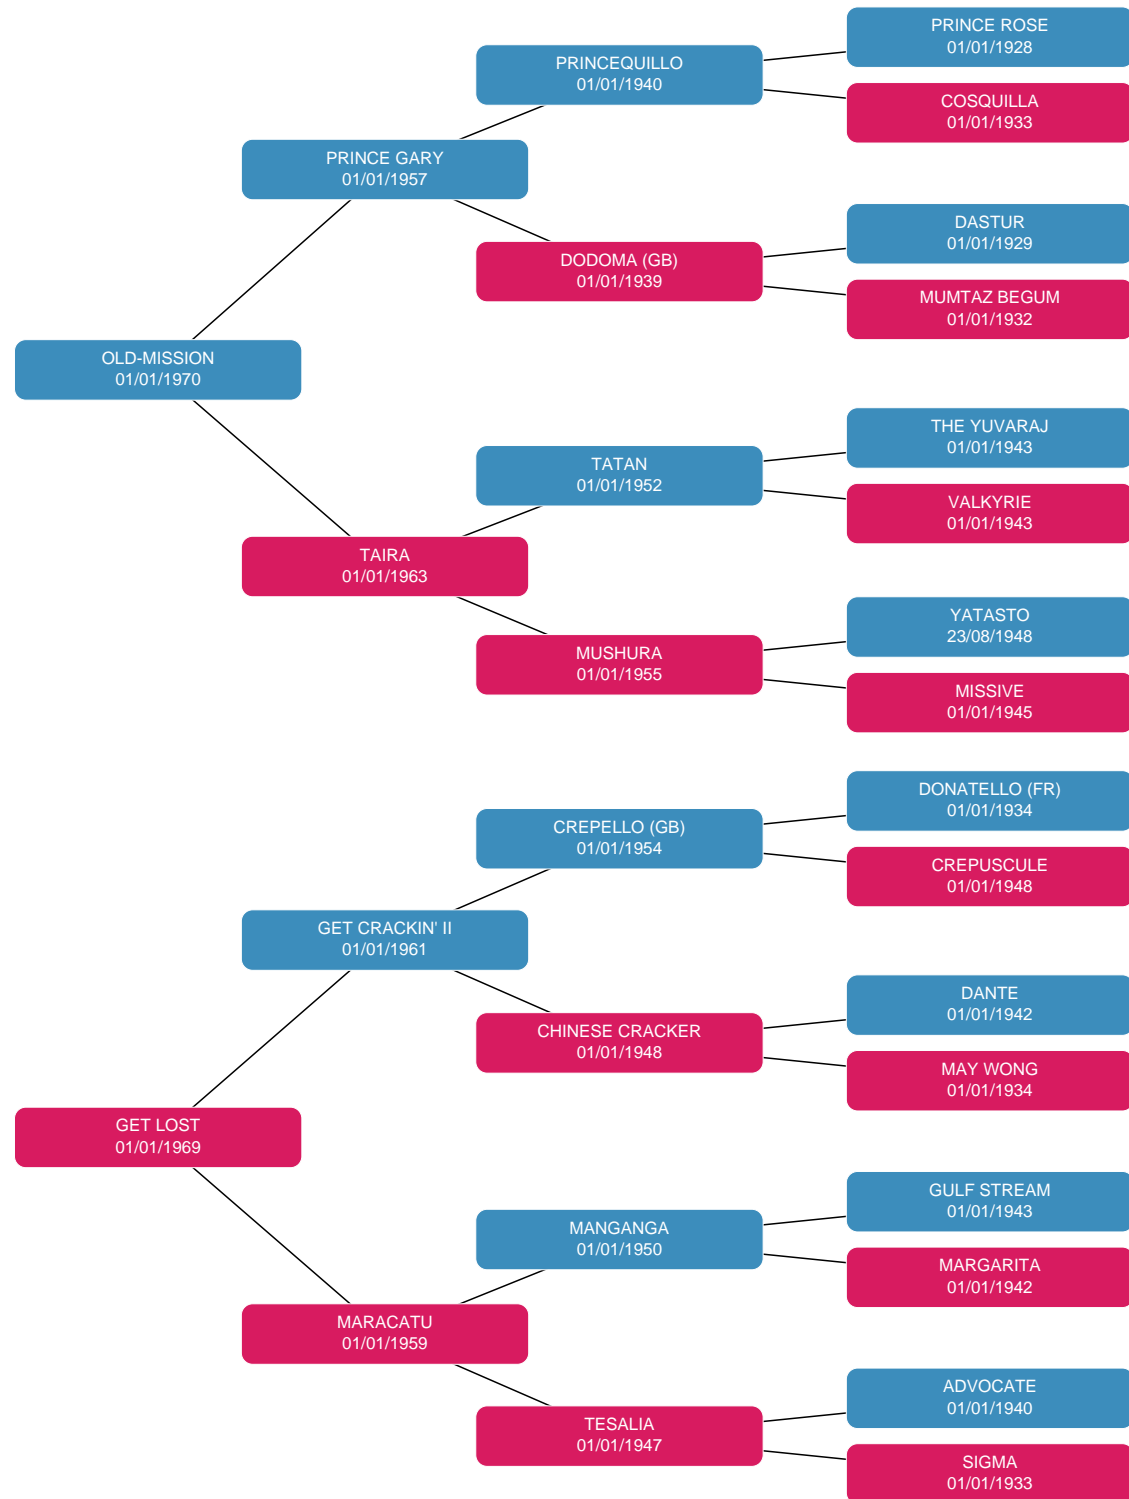 PRINCE ROSE
01/01/1928
PRINCEQUILLO
01/01/1940
COSQUILLA
01/01/1933
PRINCE GARY
01/01/1957
DASTUR
01/01/1929
DODOMA (GB)
01/01/1939
MUMTAZ BEGUM
01/01/1932
OLD-MISSION
01/01/1970
THE YUVARAJ
01/01/1943
TATAN
01/01/1952
VALKYRIE
01/01/1943
TAIRA
01/01/1963
YATASTO
23/08/1948
MUSHURA
01/01/1955
MISSIVE
01/01/1945
DONATELLO (FR)
01/01/1934
CREPELLO (GB)
01/01/1954
CREPUSCULE
01/01/1948
GET CRACKIN' II
01/01/1961
DANTE
01/01/1942
CHINESE CRACKER
01/01/1948
MAY WONG
01/01/1934
GET LOST
01/01/1969
GULF STREAM
01/01/1943
MANGANGA
01/01/1950
MARGARITA
01/01/1942
MARACATU
01/01/1959
ADVOCATE
01/01/1940
TESALIA
01/01/1947
SIGMA
01/01/1933